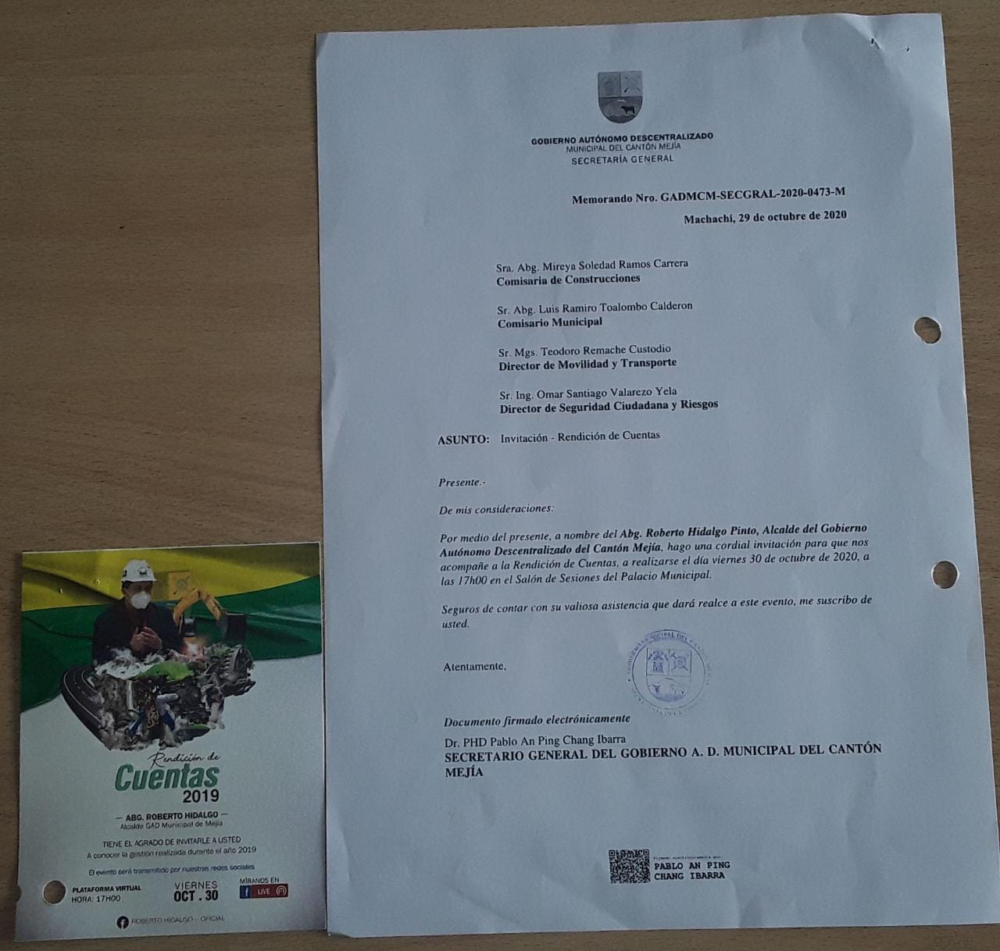 GOBIERNO AUTÓNOMO DESCENTRALIZADO
MUNICIPAL DEL CANTÓN MEJÍA
SECRETARÍA GENERAL
Memorando Nro. GADMCM-SECGRAL-2020-0473-M
Machachi, 29 de octubre de 2020
Sra. Abg. Mireya Soledad Ramos Carrera
Comisaria de Construcciones
Sr. Abg. Luis Ramiro Toalombo Calderon
Comisario Municipal
Sr. Mgs. Teodoro Remache Custodio
Director de Movilidad y Transporte
Sr. Ing. Omar Santiago Valarezo Yela
Director de Seguridad Ciudadana y Riesgos
ASUNTO: Invitación - Rendición de Cuentas
Presente.-
De mis consideraciones:
Por medio del presente, a nombre del Abg. Roberto Hidalgo Pinto, Alcalde del Gobierno
Autónomo Descentralizado del Cantón Mejía, hago una cordial invitación para que nos
acompañe a la Rendición de Cuentas, a realizarse el día viernes 30 de octubre de 2020, a
las 17h00 en el Salón de Sesiones del Palacio Municipal.
Seguros de contar con su valiosa asistencia que dará realce a este evento, me suscribo de
usted.
Atentamente,
Documento firmado electrónicamente
Dr. PHD Pablo An Ping Chang Ibarra
SECRETARIO GENERAL DEL GOBIERNO A. D. MUNICIPAL DEL CANTÓN
MEJÍA
Firmado electrónicamente por:
PABLO AN PING
CHANG IBARRA
Rendición de
Cuentas
2019
— ABG. ROBERTO HIDALGO —
Alcalde GAD Municipal de Mejía
TIENE EL AGRADO DE INVITARLE A USTED
A conocer la gestión realizada durante el año 2019
El evento será transmitido por nuestras redes sociales
PLATAFORMA VIRTUAL
HORA: 17H00
VIERNES
OCT . 30
MÍRANOS EN
f LIVE
ROBERTO HIDALGO - OFICIAL